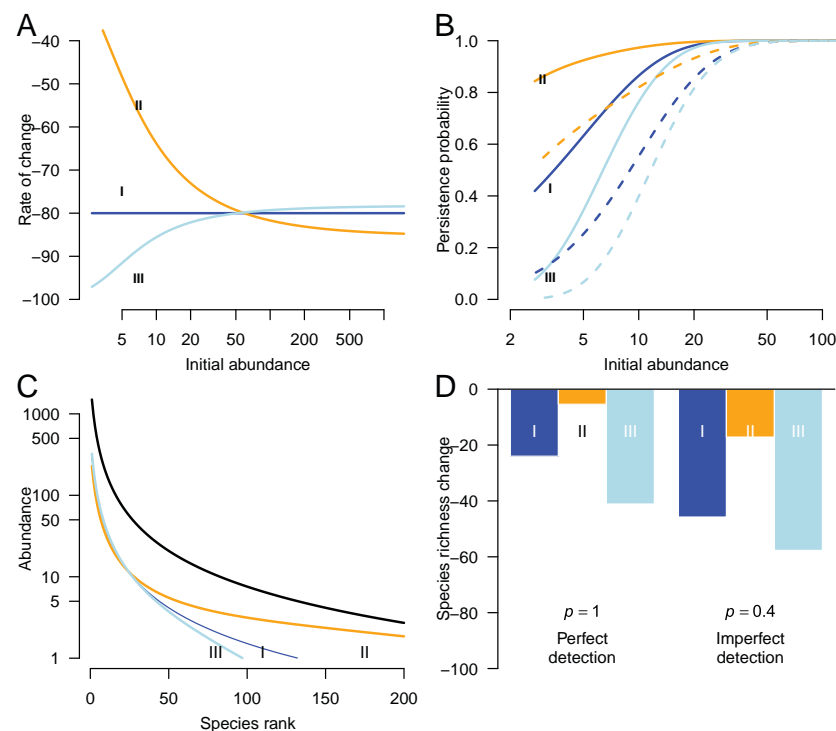 A
Rate of change
−40
−50
−60
−70
−80
−90
−100
II
I
III
5 10 20 50 200 500
Initial abundance
B
Persistence probability
1.0
0.8
0.6
0.4
0.2
0.0
II
I
III
2 5 10 20 50 100
Initial abundance
C
Abundance
1000
500
100
50
10
5
1
III I II
0 50 100 150 200
Species rank
D
Species richness change
0
−20
−40
−60
−80
−100
I II III I II III
p = 1 p = 0.4
Perfect Imperfect
detection detection